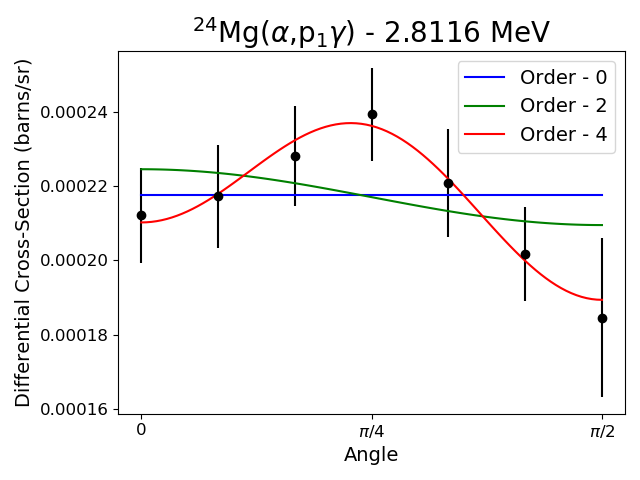 ²⁴Mg(α,p₁γ) - 2.8116 MeV
Order - 0
Order - 2
Order - 4
Differential Cross-Section (barns/sr)
0.00024
0.00022
0.00020
0.00018
0.00016
0 π/4 π/2
Angle